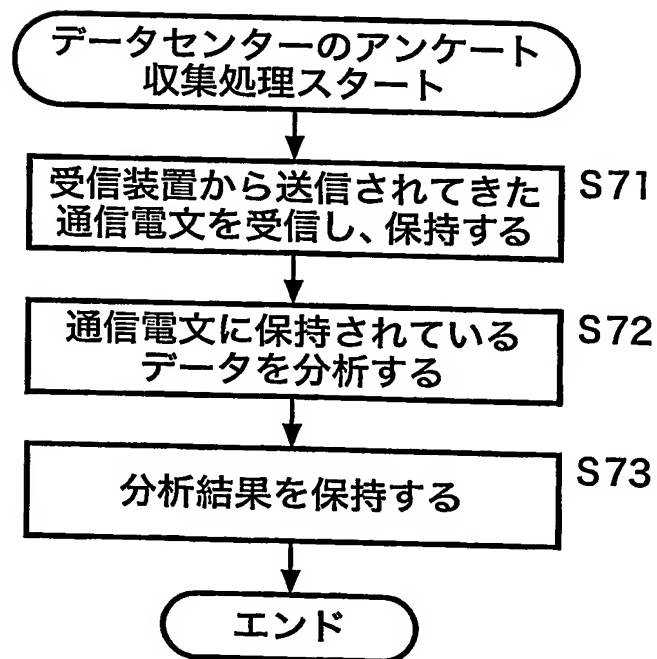 データセンターのアンケート
収集処理スタート
受信装置から送信されてきた
通信電文を受信し、保持する
S71
通信電文に保持されている
データを分析する
S72
分析結果を保持する
S73
エンド